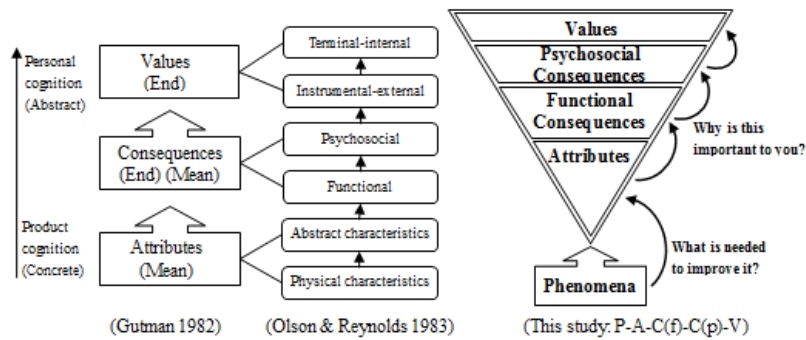 Personal
cognition
(Abstract)
Product
cognition
(Concrete)
Values
(End)
Consequences
(End) (Mean)
Attributes
(Mean)
(Gutman 1982)
Terminal-internal
Instrumental-external
Psychosocial
Functional
Abstract characteristics
Physical characteristics
(Olson & Reynolds 1983)
Values
Psychosocial
Consequences
Functional
Consequences
Attributes
Phenomena
Why is this
important to you?
What is needed
to improve it?
(This study: P-A-C(f)-C(p)-V)